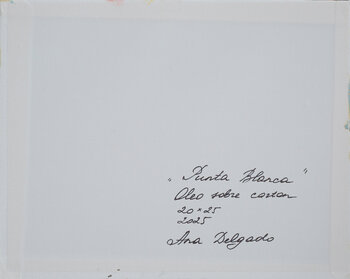 „Punta Blanca"
Oleo sobre carton
20 × 25
2025
Ana Delgado